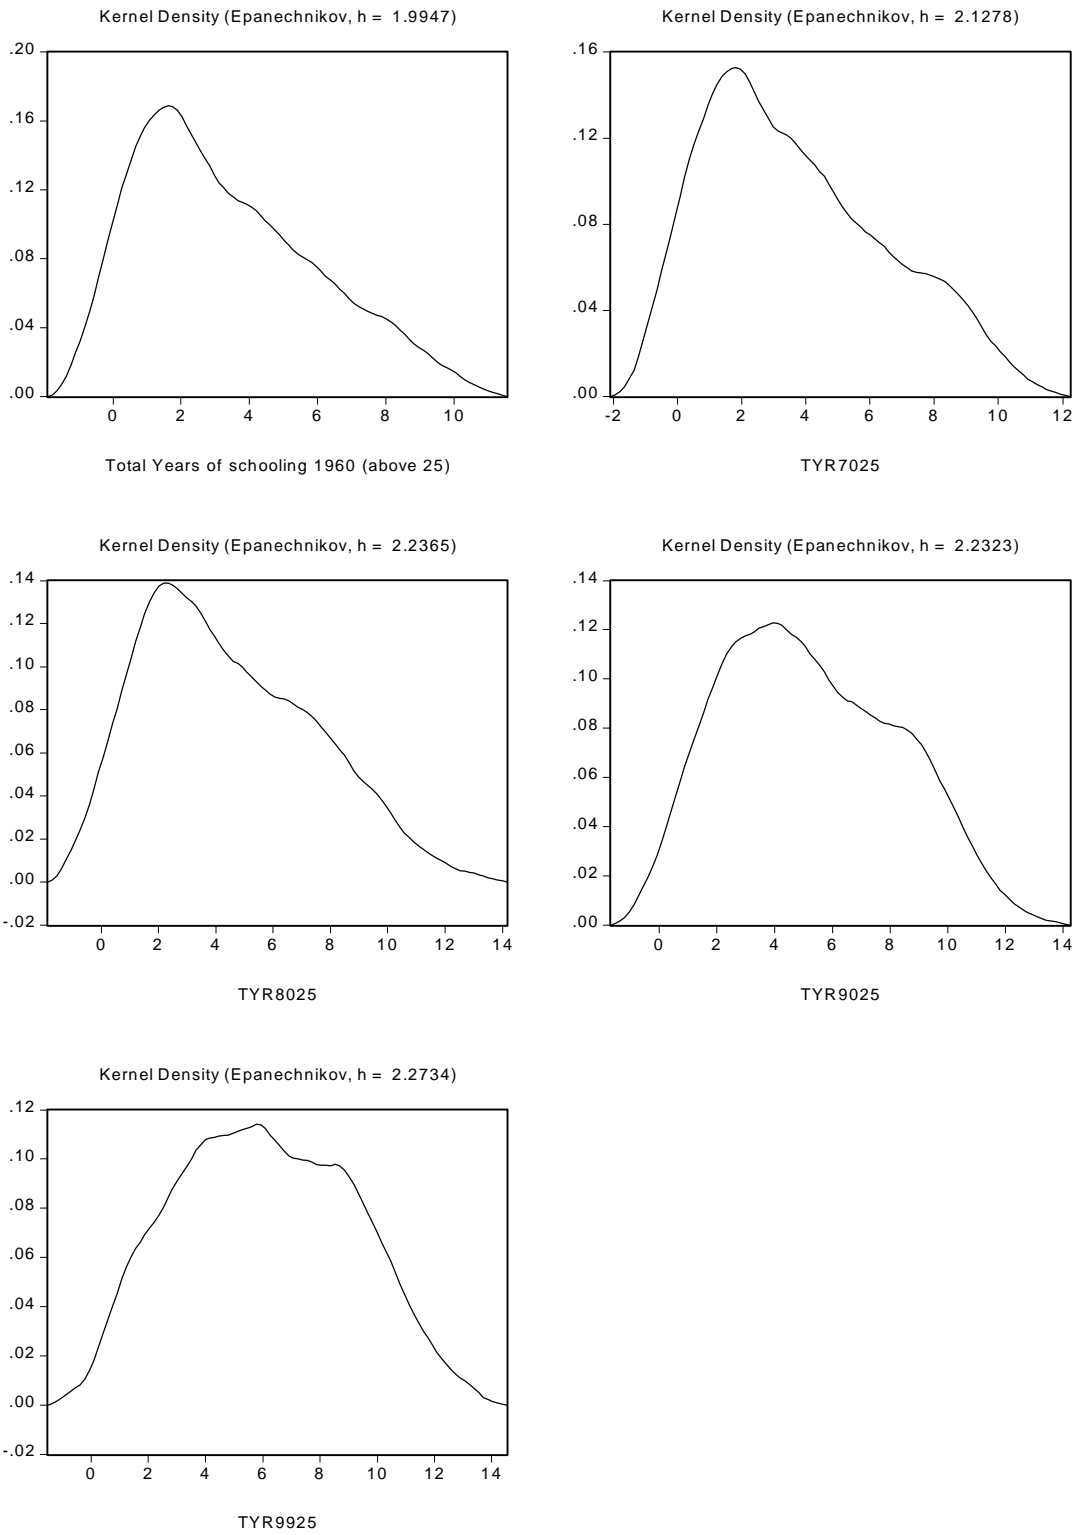 Kernel Density (Epanechnikov, h = 1.9947)
.20
.16
.12
.08
.04
.00
0 2 4 6 8 10
Total Years of schooling 1960 (above 25)
Kernel Density (Epanechnikov, h = 2.1278)
.16
.12
.08
.04
.00
-2 0 2 4 6 8 10 12
TYR7025
Kernel Density (Epanechnikov, h = 2.2365)
.14
.12
.10
.08
.06
.04
.02
.00
-.02
0 2 4 6 8 10 12 14
TYR8025
Kernel Density (Epanechnikov, h = 2.2323)
.14
.12
.10
.08
.06
.04
.02
.00
0 2 4 6 8 10 12 14
TYR9025
Kernel Density (Epanechnikov, h = 2.2734)
.12
.10
.08
.06
.04
.02
.00
-.02
0 2 4 6 8 10 12 14
TYR9925